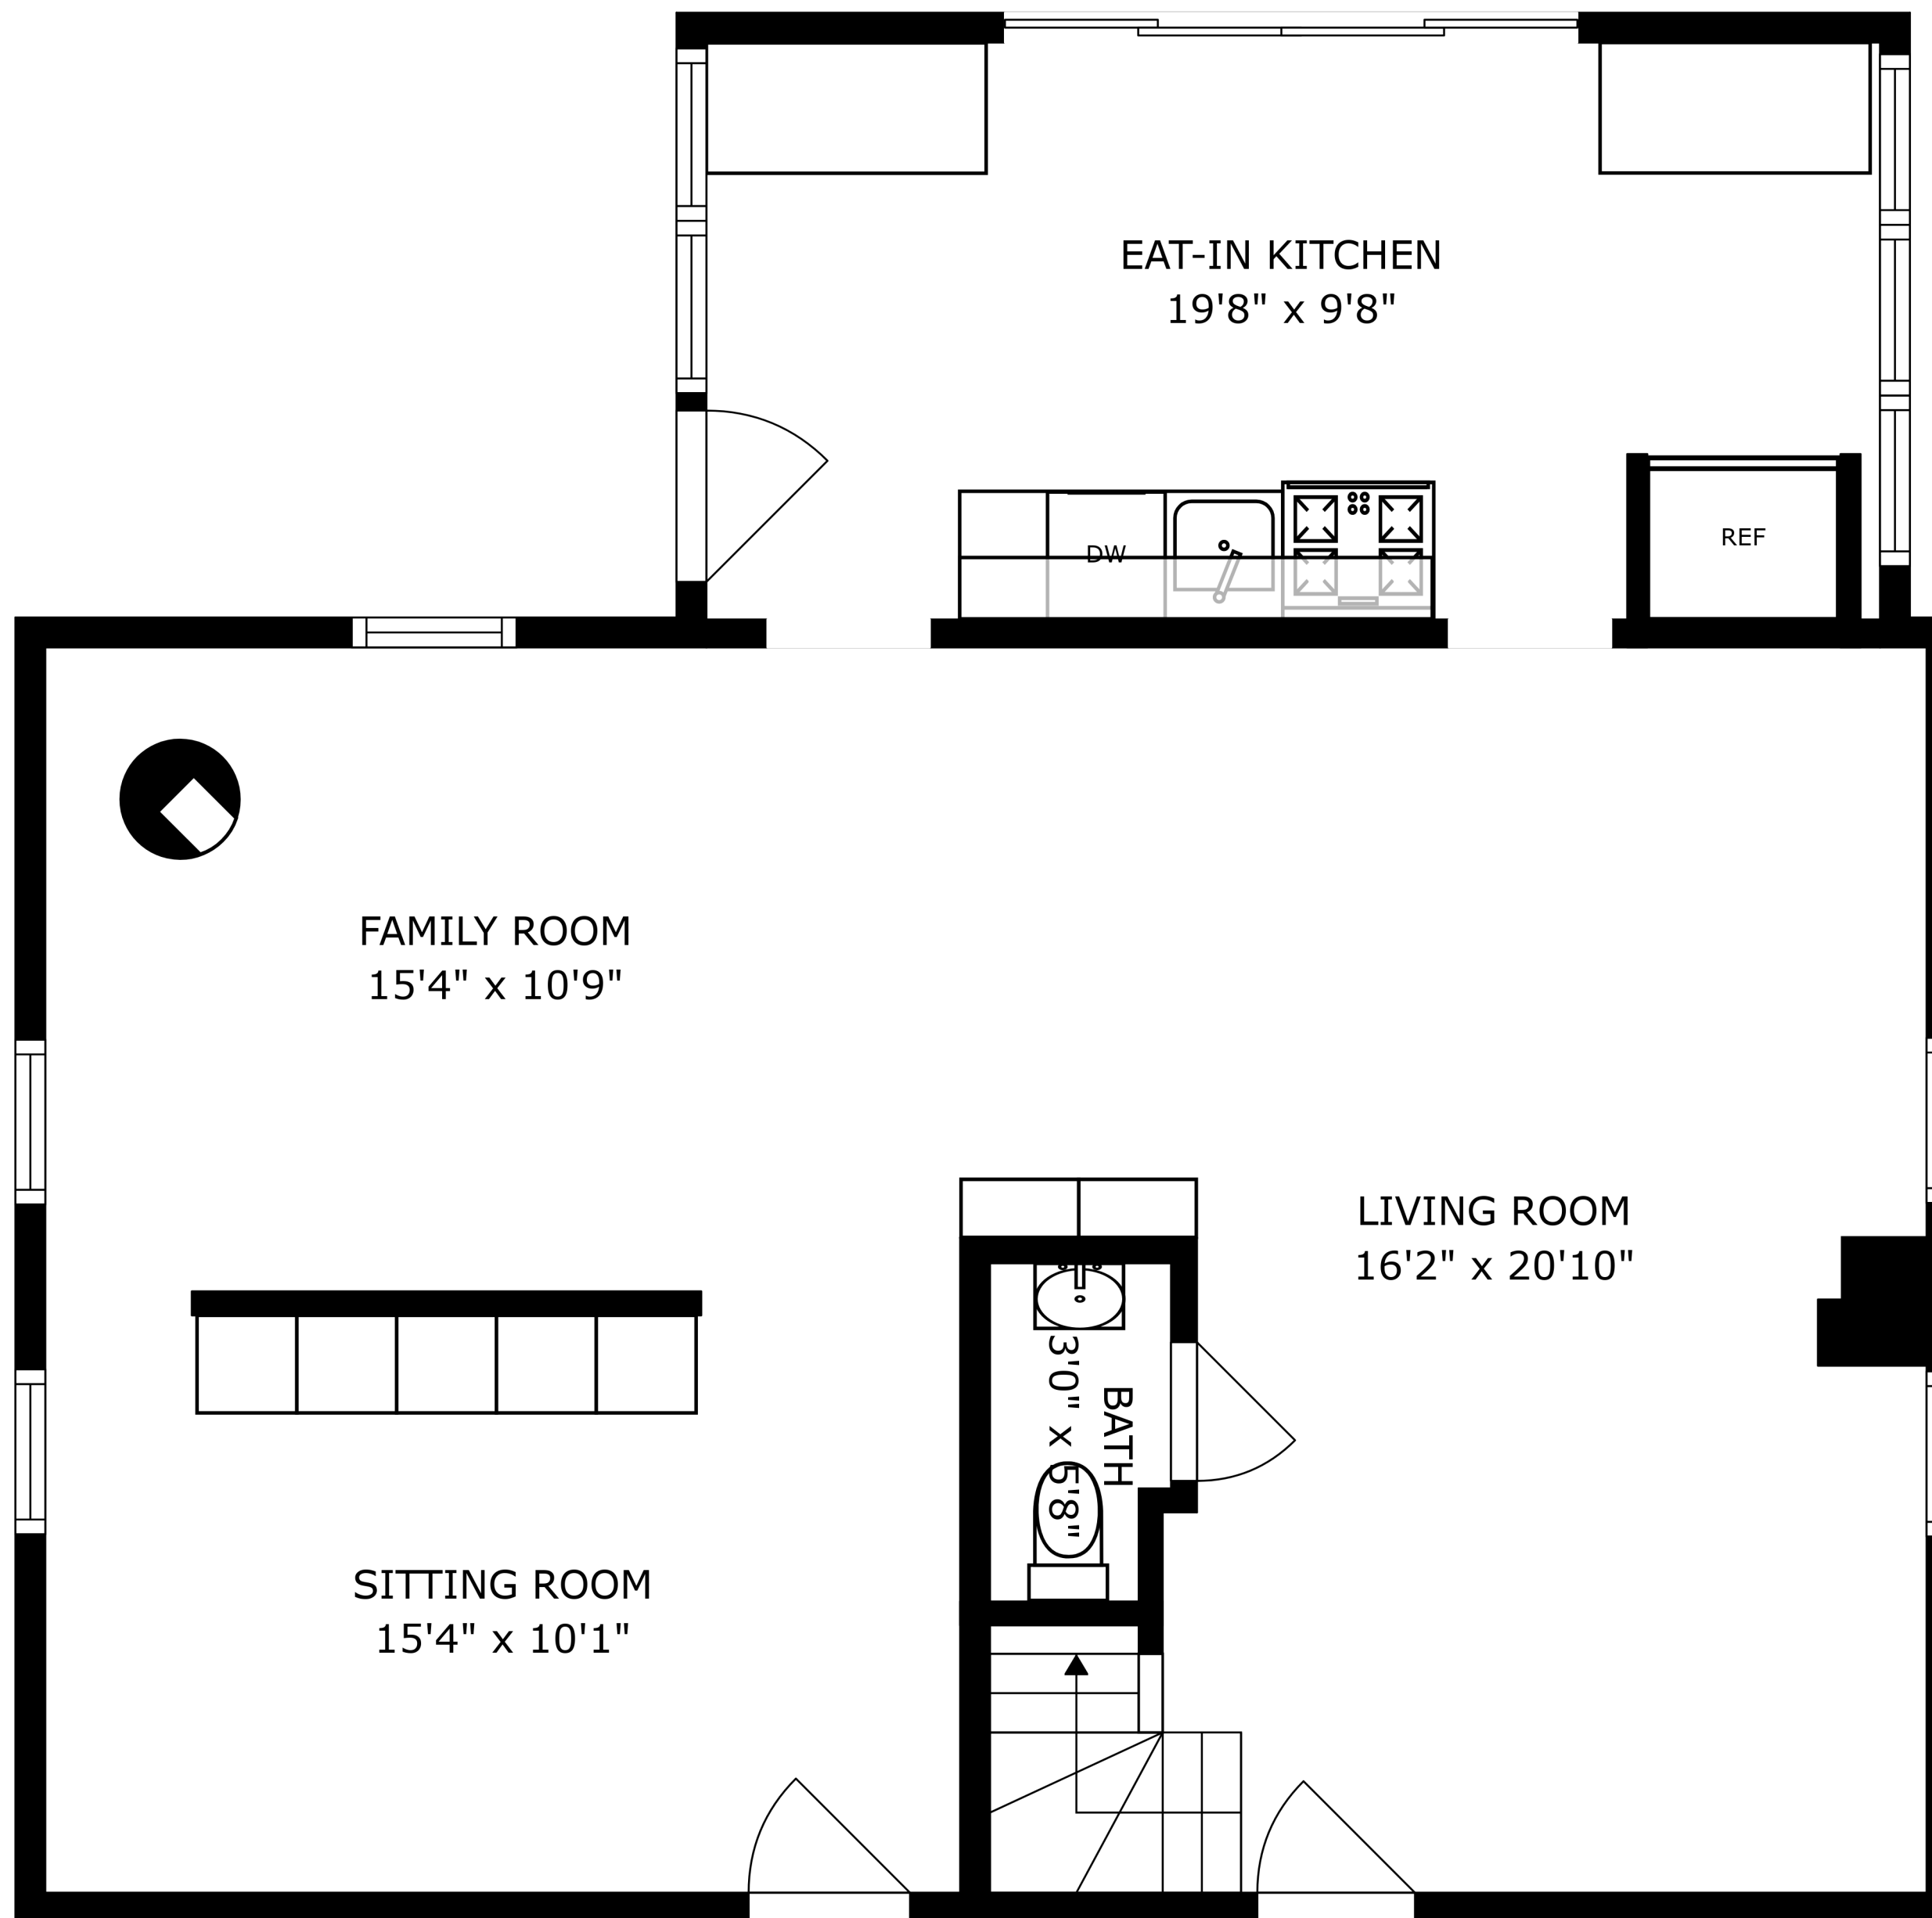 EAT-IN KITCHEN
19'8" x 9'8"
DW
REF
FAMILY ROOM
15'4" x 10'9"
LIVING ROOM
16'2" x 20'10"
BATH
3'0" x 6'8"
SITTING ROOM
15'4" x 10'1"